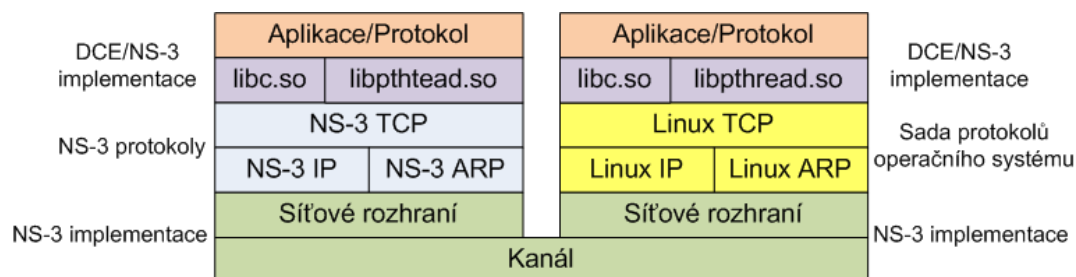 Aplikace/Protokol
Aplikace/Protokol
DCE/NS-3
implementace
libc.so
libpthtead.so
libc.so
libpthread.so
DCE/NS-3
implementace
NS-3 protokoly
NS-3 TCP
Linux TCP
Sada protokolů
operačního systému
NS-3 IP
NS-3 ARP
Linux IP
Linux ARP
NS-3 implementace
Síťové rozhraní
Síťové rozhraní
NS-3 implementace
Kanál